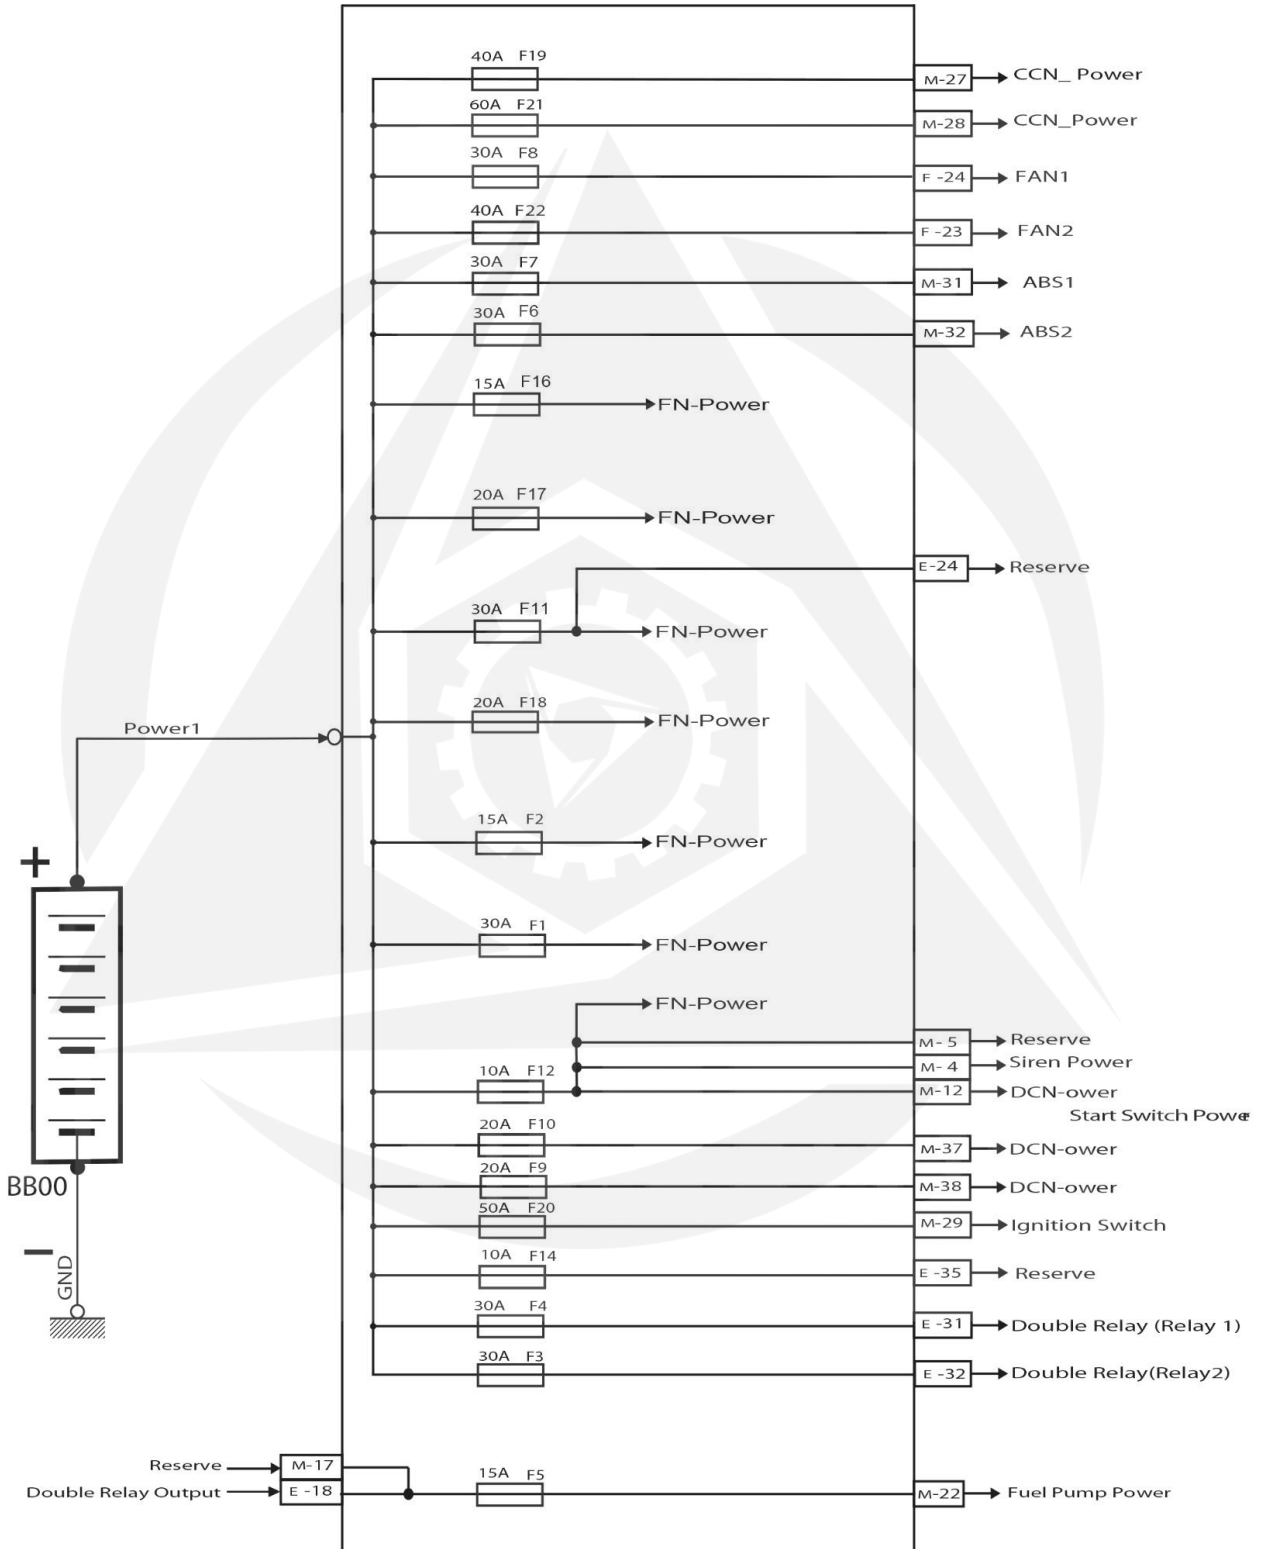 40A F19
M-27 CCN_ Power
60A F21
M-28 CCN_Power
30A F8
F -24 FAN1
40A F22
F -23 FAN2
30A F7
M-31 ABS1
30A F6
M-32 ABS2
15A F16
FN-Power
20A F17
FN-Power
E-24 Reserve
30A F11
FN-Power
20A F18
FN-Power
Power1
15A F2
FN-Power
+
30A F1
FN-Power
FN-Power
M- 5 Reserve
M- 4 Siren Power
10A F12
M-12 DCN-ower
Start Switch Power
20A F10
M-37 DCN-ower
20A F9
M-38 DCN-ower
BB00
50A F20
M-29 Ignition Switch
–
GND
10A F14
E -35 Reserve
30A F4
E -31 Double Relay (Relay 1)
30A F3
E -32 Double Relay(Relay2)
Reserve M-17
Double Relay Output E -18
15A F5
M-22 Fuel Pump Power